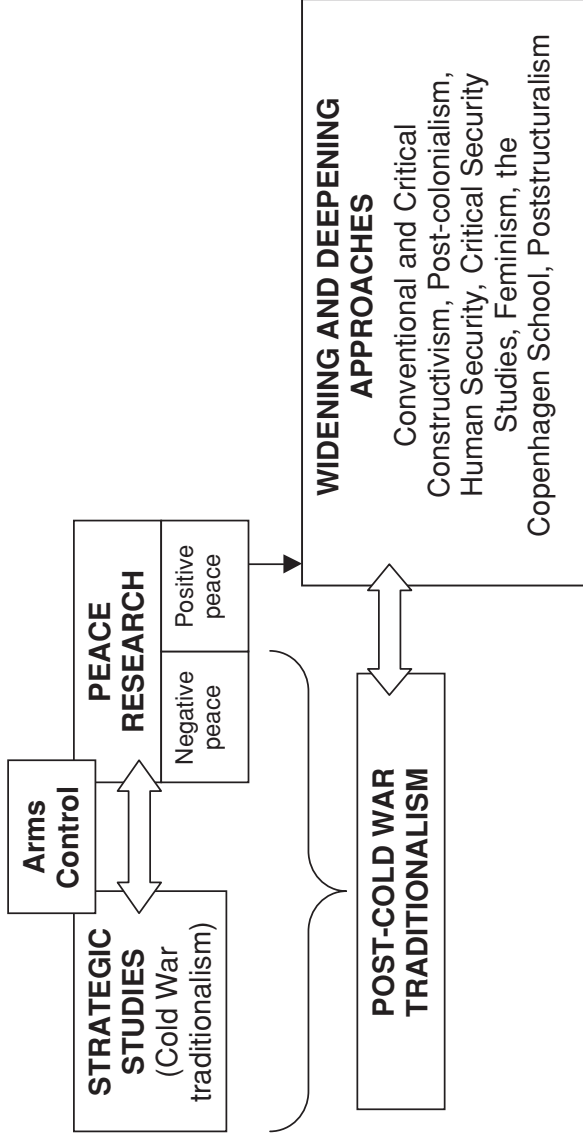 Arms
Control
STRATEGIC
STUDIES
(Cold War
traditionalism)
PEACE
RESEARCH
Negative
peace
Positive
peace
POST-COLD WAR
TRADITIONALISM
WIDENING AND DEEPENING
APPROACHES
Conventional and Critical
Constructivism, Post-colonialism,
Human Security, Critical Security
Studies, Feminism, the
Copenhagen School, Poststructuralism